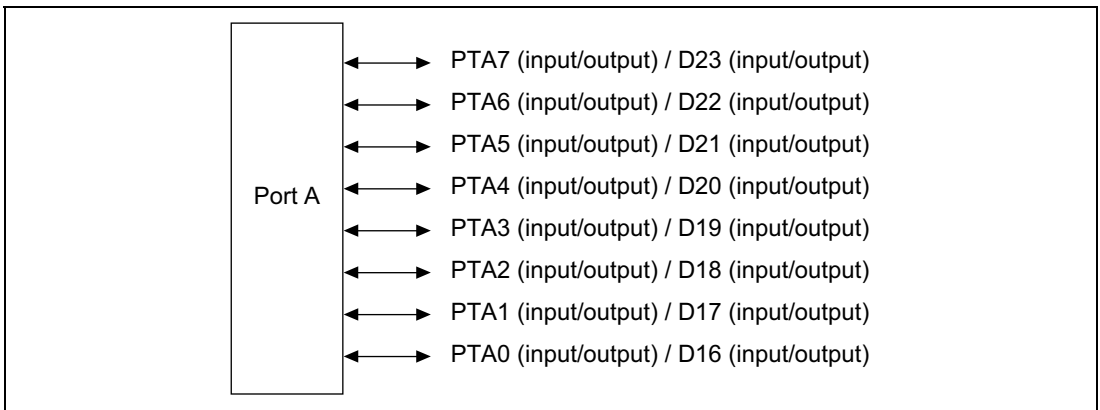 PTA7 (input/output) / D23 (input/output)
PTA6 (input/output) / D22 (input/output)
PTA5 (input/output) / D21 (input/output)
PTA4 (input/output) / D20 (input/output)
Port A
PTA3 (input/output) / D19 (input/output)
PTA2 (input/output) / D18 (input/output)
PTA1 (input/output) / D17 (input/output)
PTA0 (input/output) / D16 (input/output)